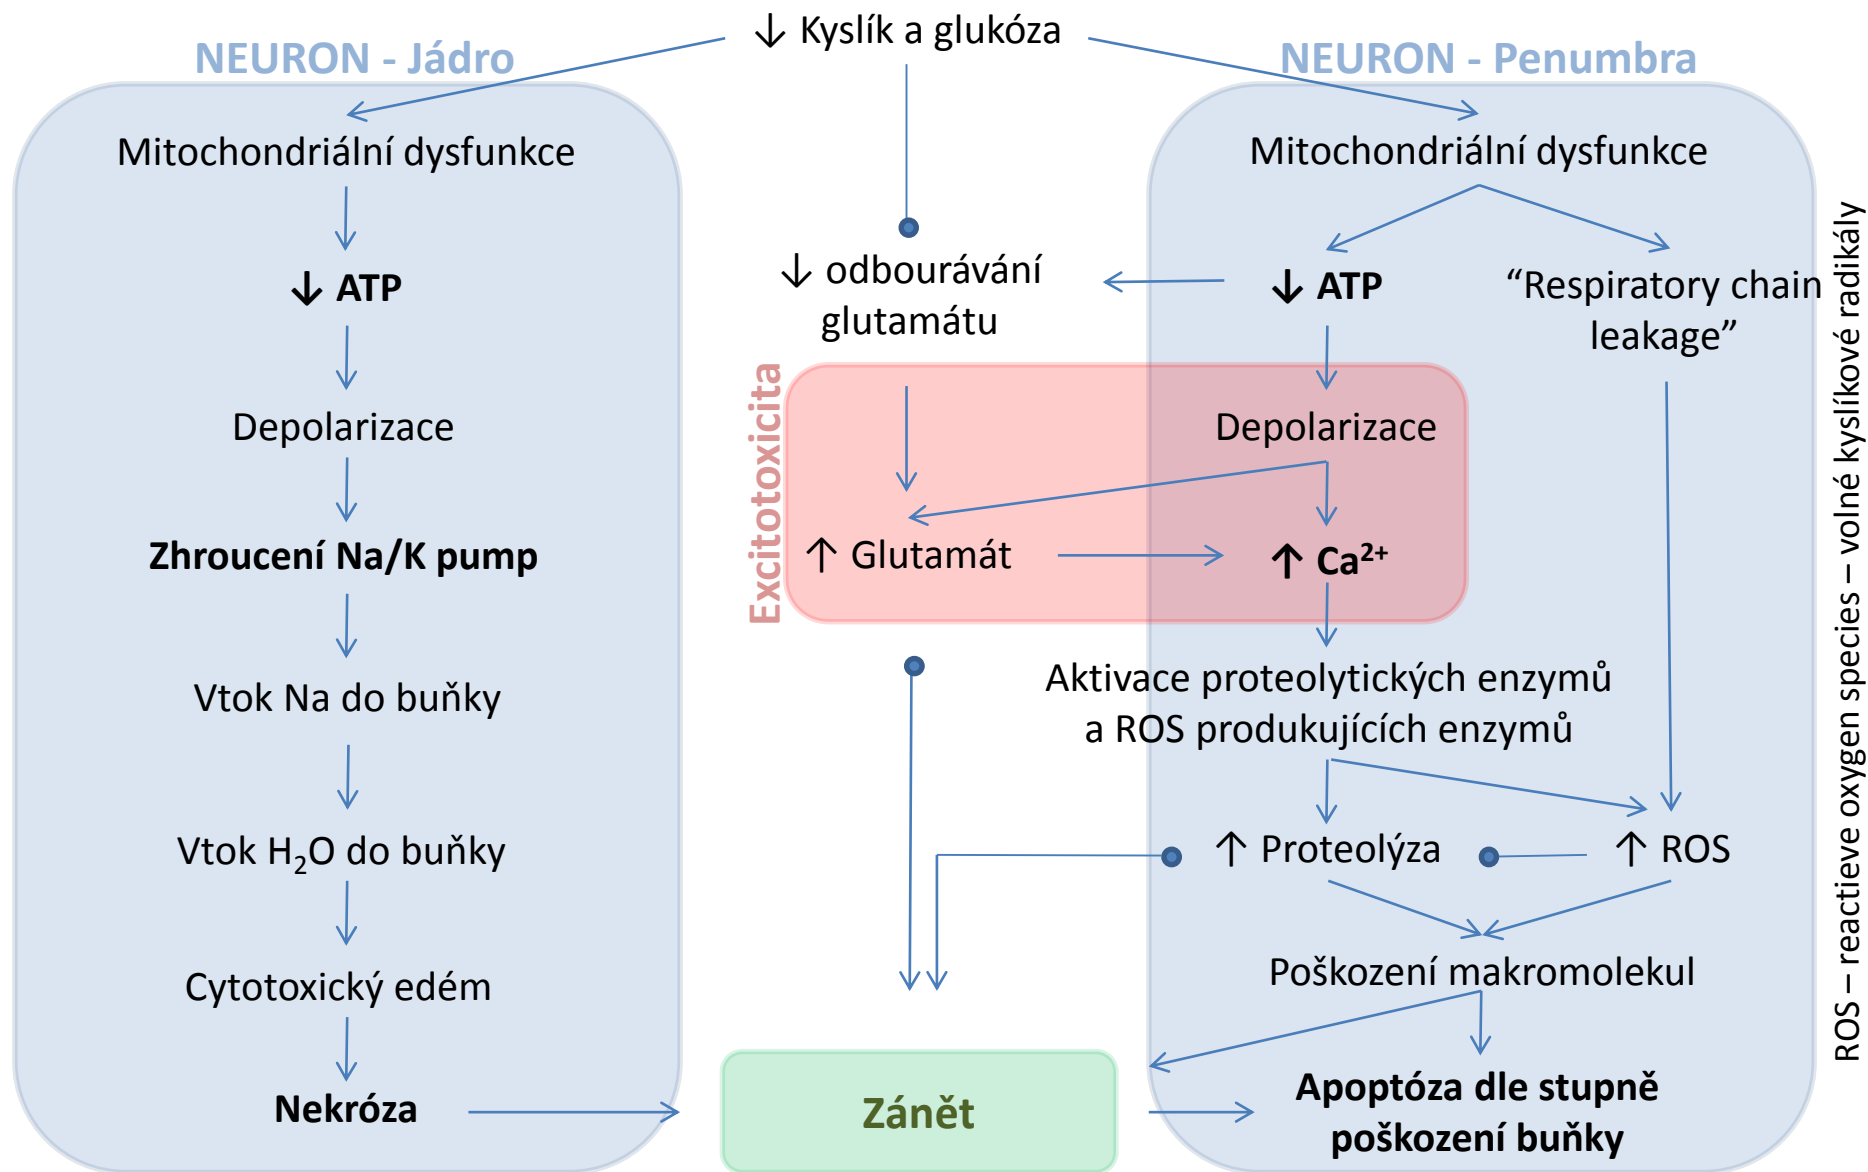 ↓ Kyslík a glukóza
NEURON - Jádro
Mitochondriální dysfunkce
↓ ATP
Depolarizace
Zhroucení Na/K pump
Vtok Na do buňky
Vtok H₂O do buňky
Cytotoxický edém
Nekróza
↓ odbourávání
glutamátu
Excitotoxicita
↑ Glutamát
Zánět
NEURON - Penumbra
Mitochondriální dysfunkce
↓ ATP
“Respiratory chain
leakage”
Depolarizace
↑ Ca²⁺
Aktivace proteolytických enzymů
a ROS produkujících enzymů
↑ Proteolýza
↑ ROS
Poškození makromolekul
Apoptóza dle stupně
poškození buňky
ROS – reactieve oxygen species – volné kyslíkové radikály